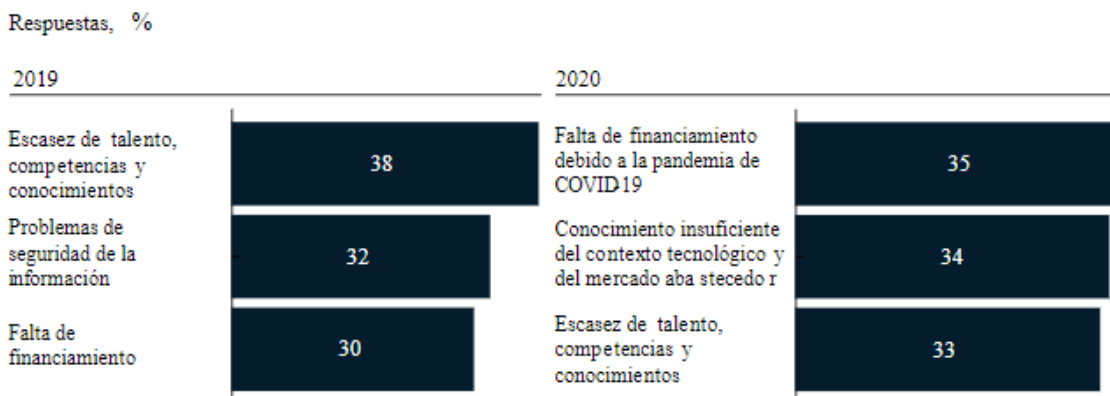 Respuestas, %
2019
Escasez de talento,
competencias y
conocimientos
38
Problemas de
seguridad de la
información
32
Falta de
financiamiento
30
2020
Falta de financiamiento
debido a la pandemia de
COVID-19
35
Conocimiento insuficiente
del contexto tecnológico y
del mercado aba stecedo r
34
Escasez de talento,
competencias y
conocimientos
33